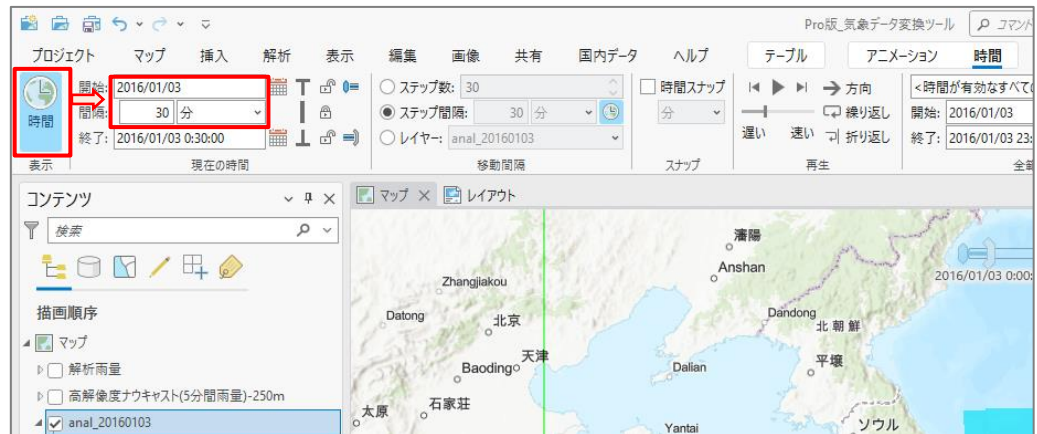 Pro版_気象データ変換ツール
コマンド
プロジェクト マップ 挿入 解析 表示 編集 画像 共有 国内データ ヘルプ テーブル アニメーション 時間
時間
表示
開始: 2016/01/03
間隔: 30 分
終了: 2016/01/03 0:30:00
現在の時間
ステップ数: 30
ステップ間隔: 30 分
レイヤー: anal_20160103
移動間隔
時間スナップ
分
スナップ
方向
繰り返し
遅い 速い 折り返し
再生
<時間が有効なすべて
開始: 2016/01/03
終了: 2016/01/03 23:
コンテンツ
検索
描画順序
マップ
解析雨量
高解像度ナウキャスト(5分間雨量)-250m
anal_20160103
マップ レイアウト
瀋陽
Anshan
2016/01/03 0:00:
Zhangjiakou
Datong
北京
Dandong
北朝鮮
天津
Baoding
Dalian
平壌
石家荘
太原
Yantai
ソウル